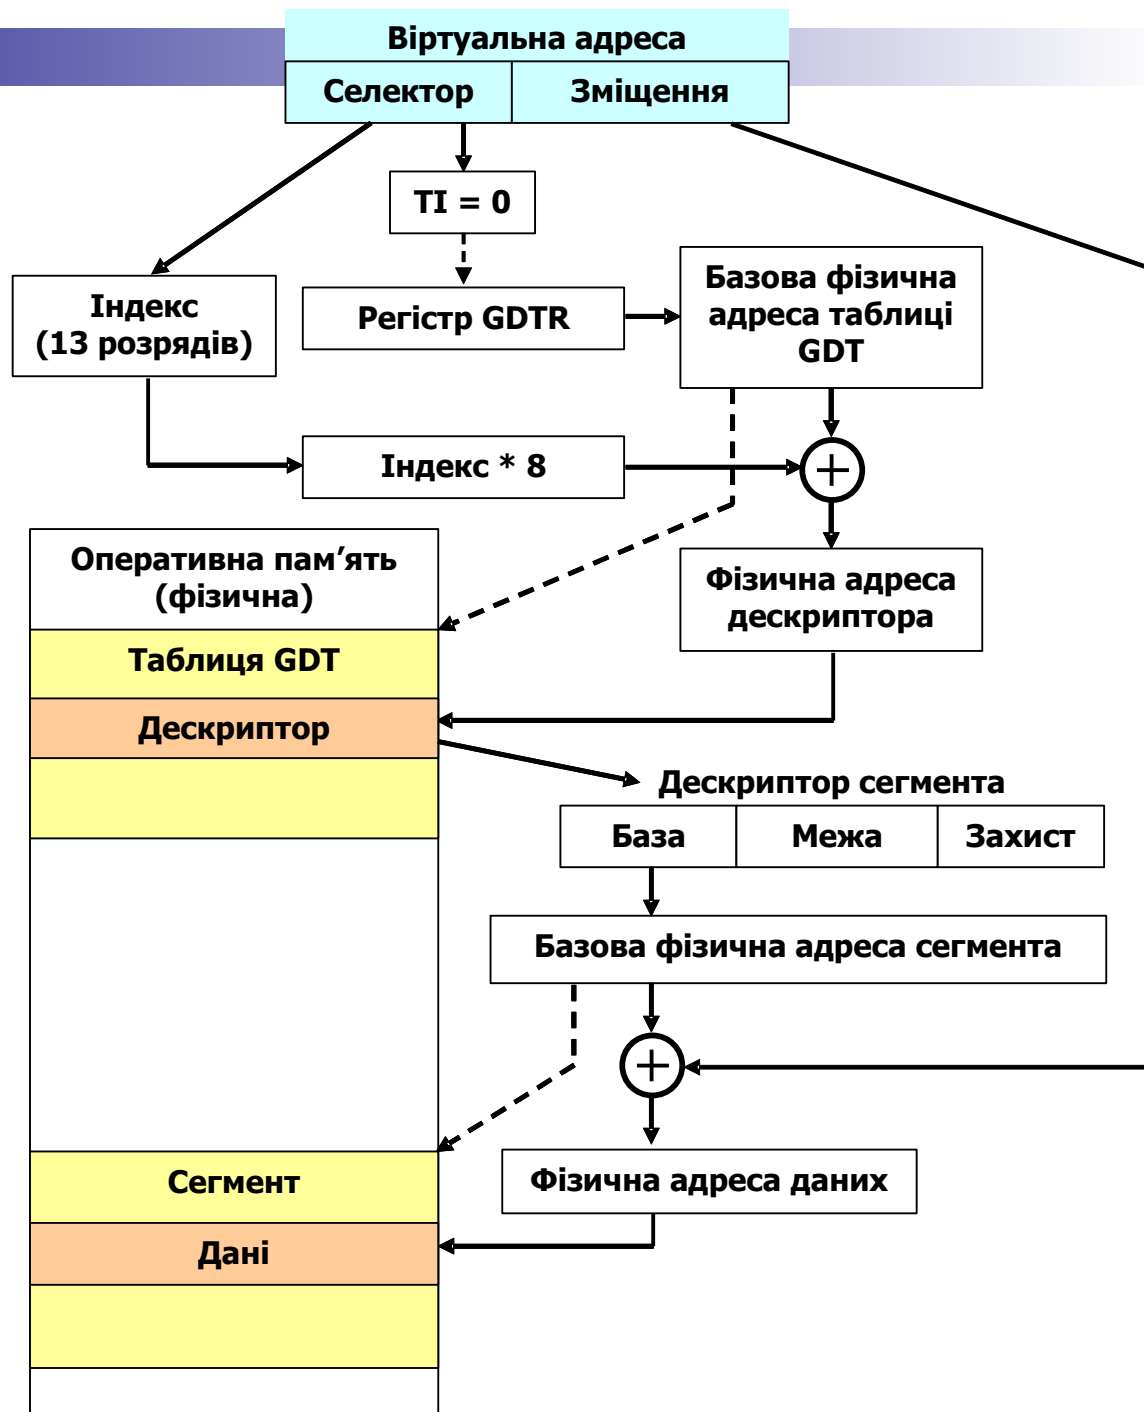 Віртуальна адреса
Селектор
Зміщення
TI = 0
Індекс
(13 розрядів)
Регістр GDTR
Базова фізична
адреса таблиці
GDT
Індекс * 8
+
Оперативна пам’ять
(фізична)
Фізична адреса
дескриптора
Таблиця GDT
Дескриптор
Дескриптор сегмента
База
Межа
Захист
Базова фізична адреса сегмента
+
Сегмент
Фізична адреса даних
Дані